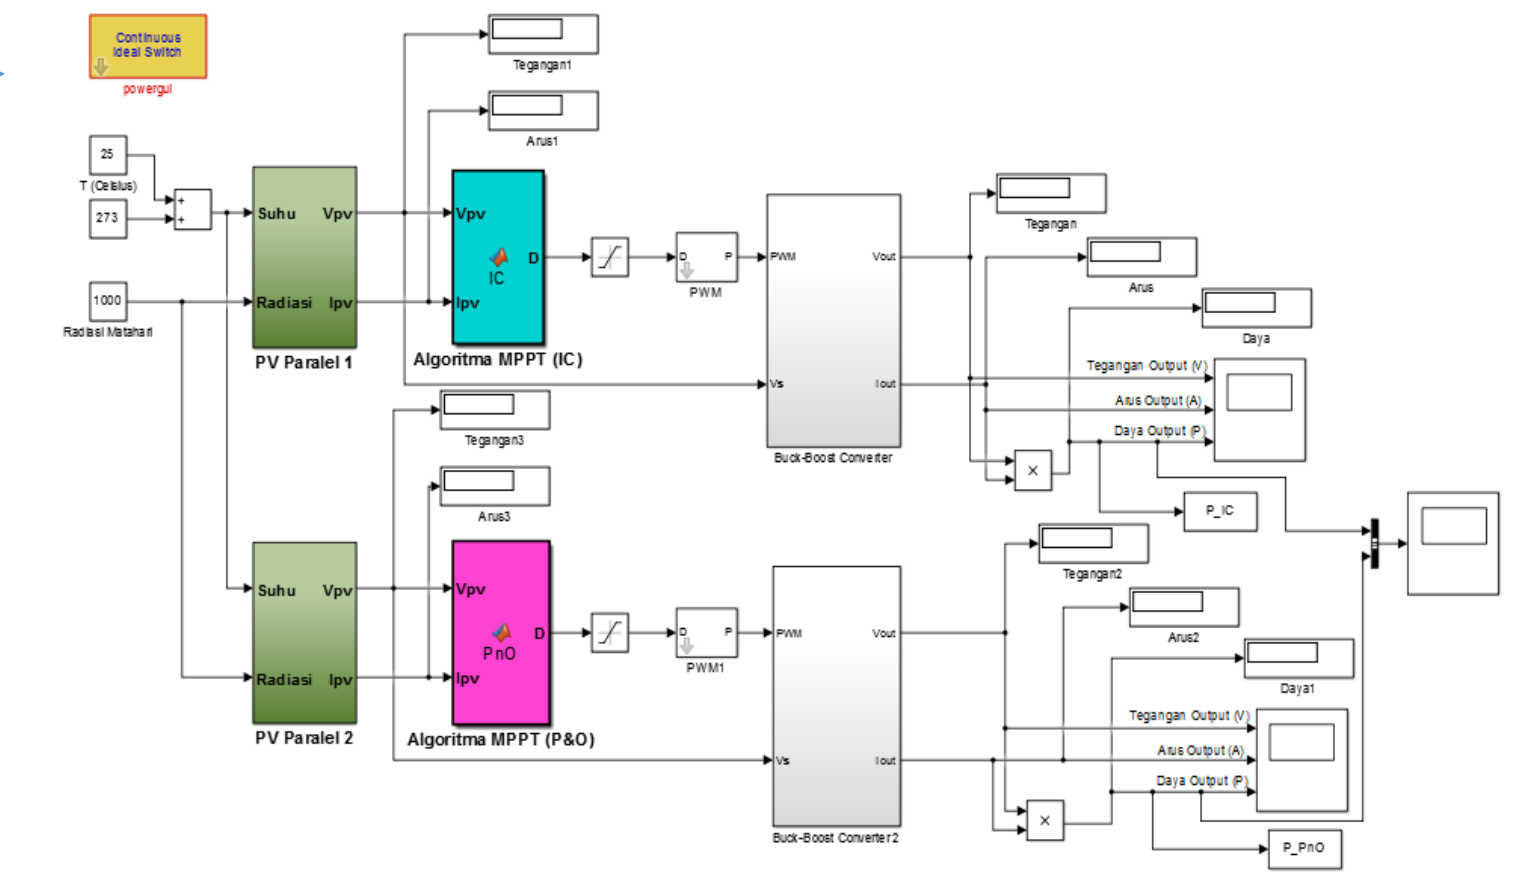 Continuous
Ideal Switch
powergui
Tegangan1
Arus1
25
T (Celsius)
273
+
+
1000
Radiasi Matahari
Suhu
Vpv
Radiasi
Ipv
PV Paralel 1
Vpv
D
IC
Ipv
Algoritma MPPT (IC)
D
P
PWM
PWM
Vout
Vs
Iout
Buck-Boost Converter
Tegangan
Arus
Daya
Tegangan Output (V)
Arus Output (A)
Daya Output (P)
×
P_IC
Tegangan3
Arus3
Suhu
Vpv
Radiasi
Ipv
PV Paralel 2
Vpv
D
PnO
Ipv
Algoritma MPPT (P&O)
D
P
PWM1
PWM
Vout
Vs
Iout
Buck-Boost Converter2
Tegangan2
Arus2
Daya1
Tegangan Output (V)
Arus Output (A)
Daya Output (P)
×
P_PnO